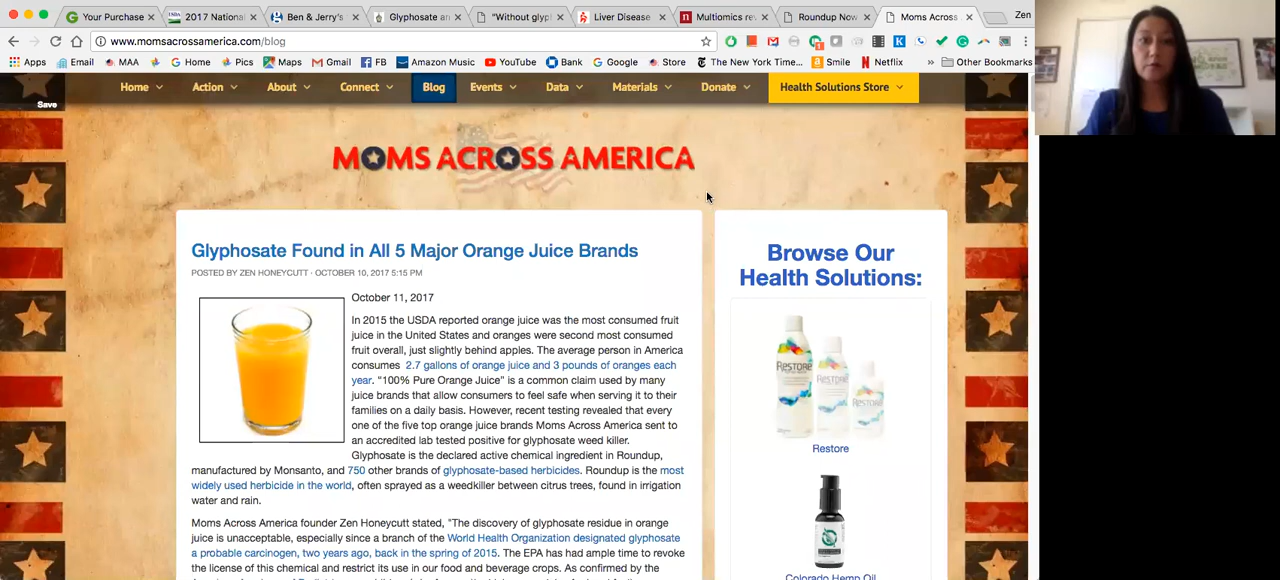 Your Purchase
2017 National
Ben & Jerry's
Glyphosate an
"Without glyp
Liver Disease
Multiomics rev
Roundup Now
Moms Across
Zen
www.momsacrossamerica.com/blog
Apps Email MAA G Home Pics Maps Gmail FB Amazon Music YouTube Bank Google Store The New York Time... Smile Netflix » Other Bookmarks
Save
Home Action About Connect Blog Events Data Materials Donate Health Solutions Store
MOMS ACROSS AMERICA
Glyphosate Found in All 5 Major Orange Juice Brands
POSTED BY ZEN HONEYCUTT · OCTOBER 10, 2017 5:15 PM
October 11, 2017
In 2015 the USDA reported orange juice was the most consumed fruit
juice in the United States and oranges were second most consumed
fruit overall, just slightly behind apples. The average person in America
consumes 2.7 gallons of orange juice and 3 pounds of oranges each
year. "100% Pure Orange Juice" is a common claim used by many
juice brands that allow consumers to feel safe when serving it to their
families on a daily basis. However, recent testing revealed that every
one of the five top orange juice brands Moms Across America sent to
an accredited lab tested positive for glyphosate weed killer.
Glyphosate is the declared active chemical ingredient in Roundup,
manufactured by Monsanto, and 750 other brands of glyphosate-based herbicides. Roundup is the most
widely used herbicide in the world, often sprayed as a weedkiller between citrus trees, found in irrigation
water and rain.
Moms Across America founder Zen Honeycutt stated, "The discovery of glyphosate residue in orange
juice is unacceptable, especially since a branch of the World Health Organization designated glyphosate
a probable carcinogen, two years ago, back in the spring of 2015. The EPA has had ample time to revoke
the license of this chemical and restrict its use in our food and beverage crops. As confirmed by the
Browse Our
Health Solutions:
RESTORE
RESTORE
RESTORE
Restore
Colorado Hemp Oil